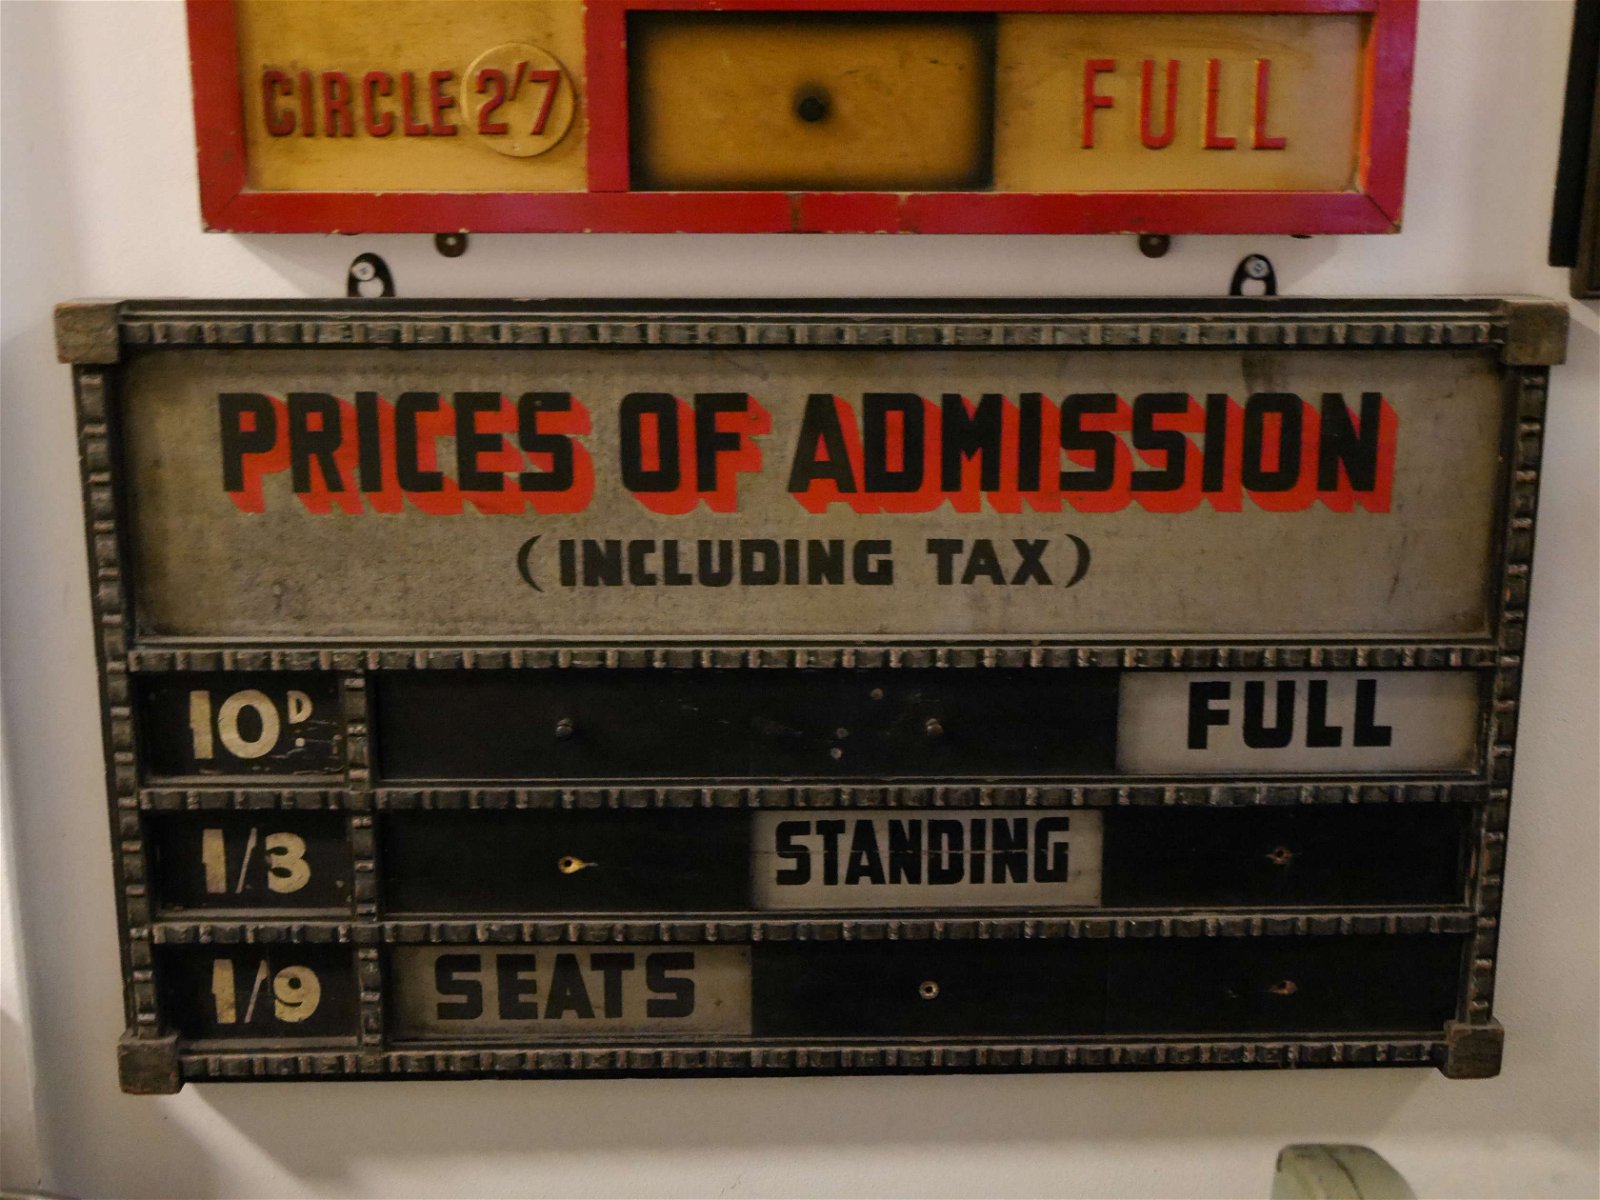 CIRCLE 2/7 FULL
PRICES OF ADMISSION
(INCLUDING TAX)
10D. FULL
1/3 STANDING
1/9 SEATS